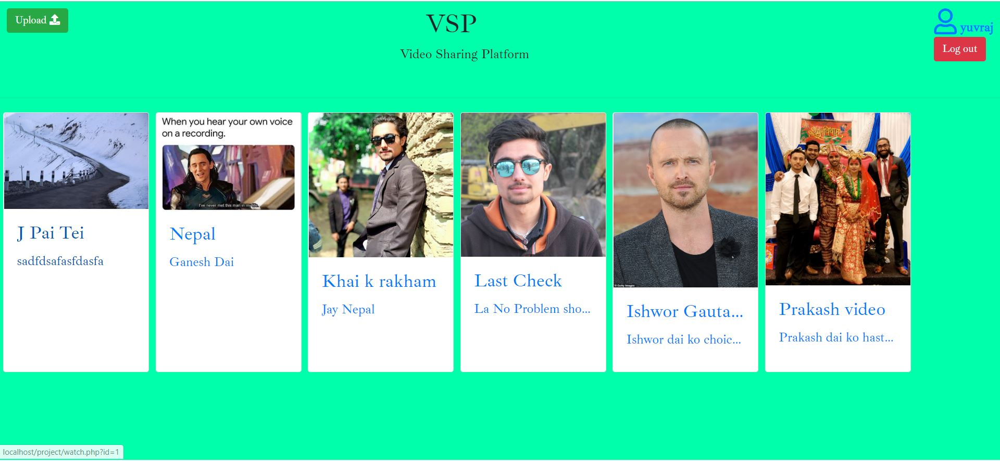 Upload
VSP
yuvraj
Video Sharing Platform
Log out
When you hear your own voice
on a recording.
I've never met this man in my life.
J Pai Tei
sadfdsafasfdasfa
Nepal
Ganesh Dai
Khai k rakham
Jay Nepal
Last Check
La No Problem sho...
© Getty Images
Ishwor Gauta...
Ishwor dai ko choic...
शुभविवाह
Prakash video
Prakash dai ko hast...
localhost/project/watch.php?id=1